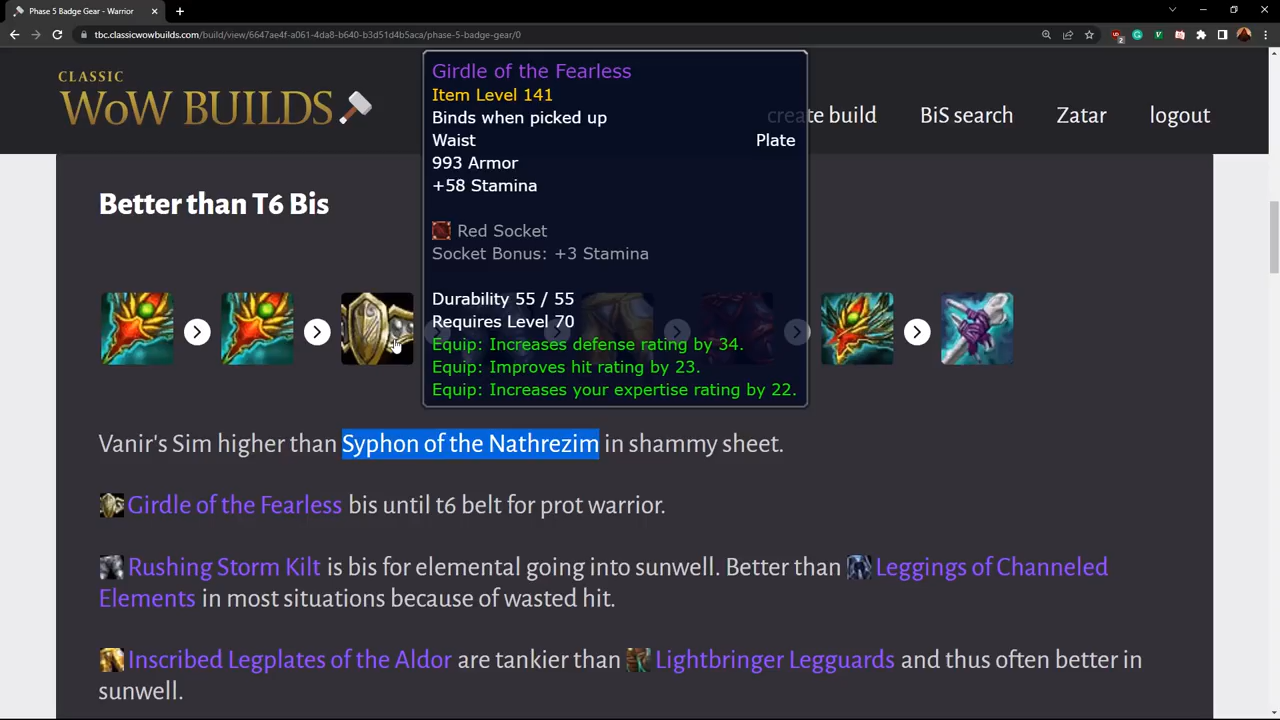 Phase 5 Badge Gear - Warrior
tbc.classicwowbuilds.com/build/view/6647ae4f-a061-4da8-b640-b3d51d4b5aca/phase-5-badge-gear/0
CLASSIC
WoW BUILDS
create build
BiS search
Zatar
logout
Girdle of the Fearless
Item Level 141
Binds when picked up
Waist Plate
993 Armor
+58 Stamina
Red Socket
Socket Bonus: +3 Stamina
Durability 55 / 55
Requires Level 70
Equip: Increases defense rating by 34.
Equip: Improves hit rating by 23.
Equip: Increases your expertise rating by 22.
Better than T6 Bis
Vanir's Sim higher than Syphon of the Nathrezim in shammy sheet.
Girdle of the Fearless bis until t6 belt for prot warrior.
Rushing Storm Kilt is bis for elemental going into sunwell. Better than Leggings of Channeled
Elements in most situations because of wasted hit.
Inscribed Legplates of the Aldor are tankier than Lightbringer Legguards and thus often better in
sunwell.